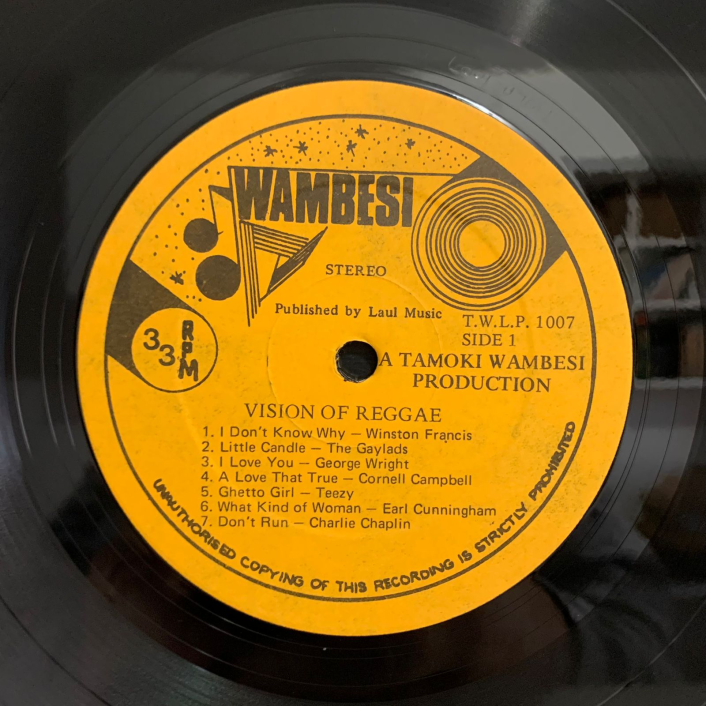 WAMBESI
STEREO
Published by Laul Music
T.W.L.P. 1007
SIDE 1
33 RPM
A TAMOKI WAMBESI
PRODUCTION
VISION OF REGGAE
1. I Don't Know Why — Winston Francis
2. Little Candle — The Gaylads
3. I Love You — George Wright
4. A Love That True — Cornell Campbell
5. Ghetto Girl — Teezy
6. What Kind of Woman — Earl Cunningham
7. Don't Run — Charlie Chaplin
UNAUTHORISED COPYING OF THIS RECORDING IS STRICTLY PROHIBITED